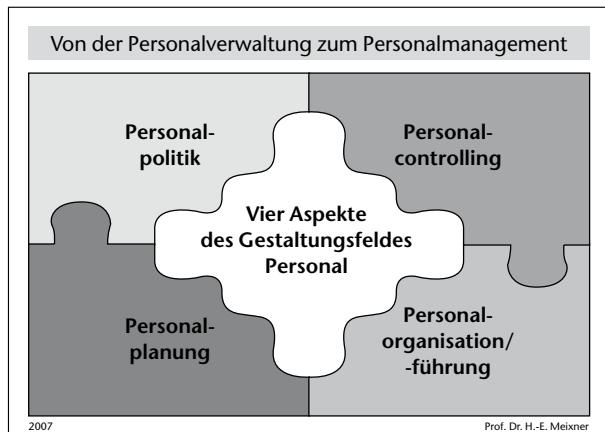 Von der Personalverwaltung zum Personalmanagement
Personal-
politik
Personal-
controlling
Vier Aspekte
des Gestaltungsfeldes
Personal
Personal-
planung
Personal-
organisation/
-führung
2007
Prof. Dr. H.-E. Meixner